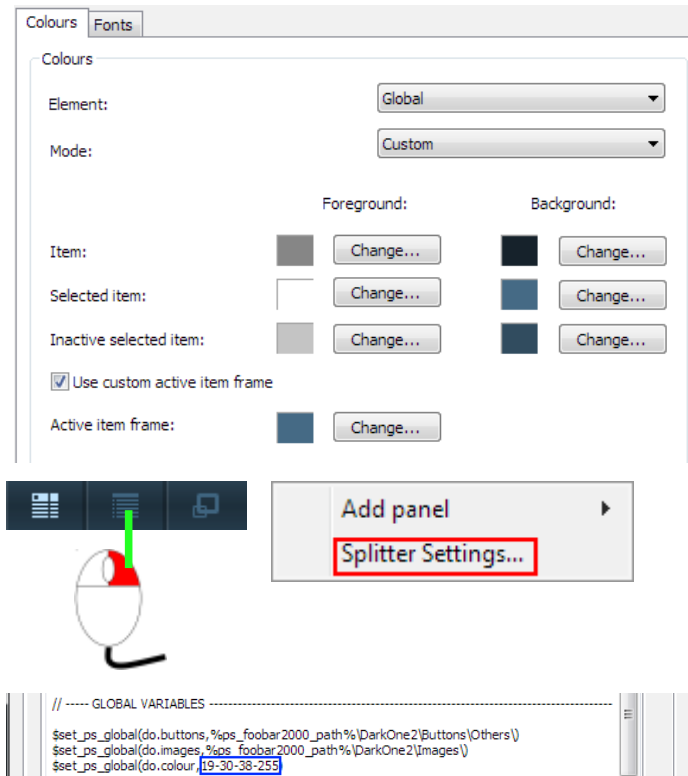 Colours Fonts
Colours
Element: Global
Mode: Custom
Foreground: Background:
Item: Change... Change...
Selected item: Change... Change...
Inactive selected item: Change... Change...
Use custom active item frame
Active item frame: Change...
Add panel
Splitter Settings...
// ----- GLOBAL VARIABLES -----------------------------------------------------------------------------
$set_ps_global(do.buttons,%ps_foobar2000_path%\DarkOne2\Buttons\Others\)
$set_ps_global(do.images,%ps_foobar2000_path%\DarkOne2\Images\)
$set_ps_global(do.colour,19-30-38-255)